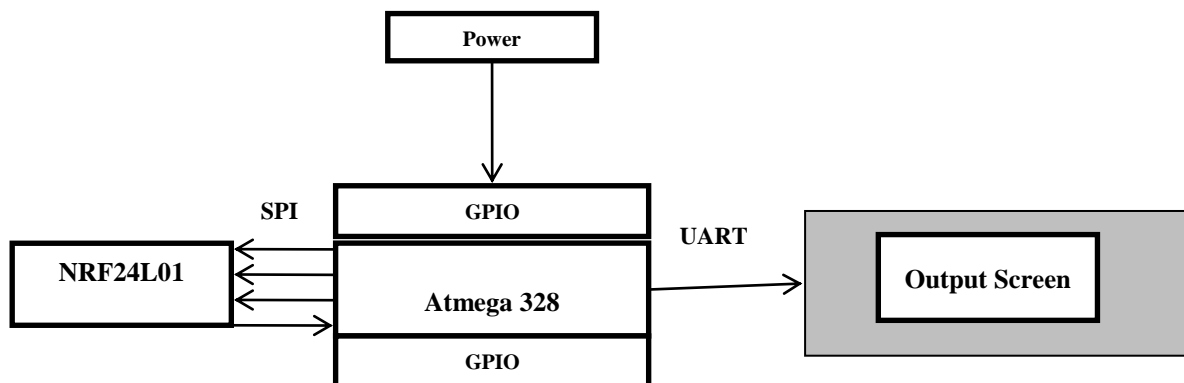 Power
SPI
GPIO
UART
NRF24L01
Atmega 328
Output Screen
GPIO